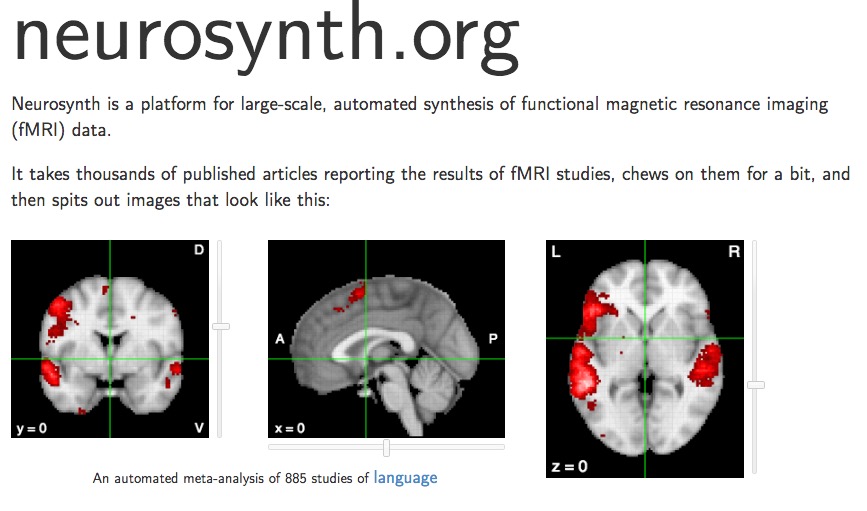 neurosynth.org
Neurosynth is a platform for large-scale, automated synthesis of functional magnetic resonance imaging
(fMRI) data.
It takes thousands of published articles reporting the results of fMRI studies, chews on them for a bit, and
then spits out images that look like this:
D
V
y=0
A
P
x=0
L
R
z=0
An automated meta-analysis of 885 studies of language